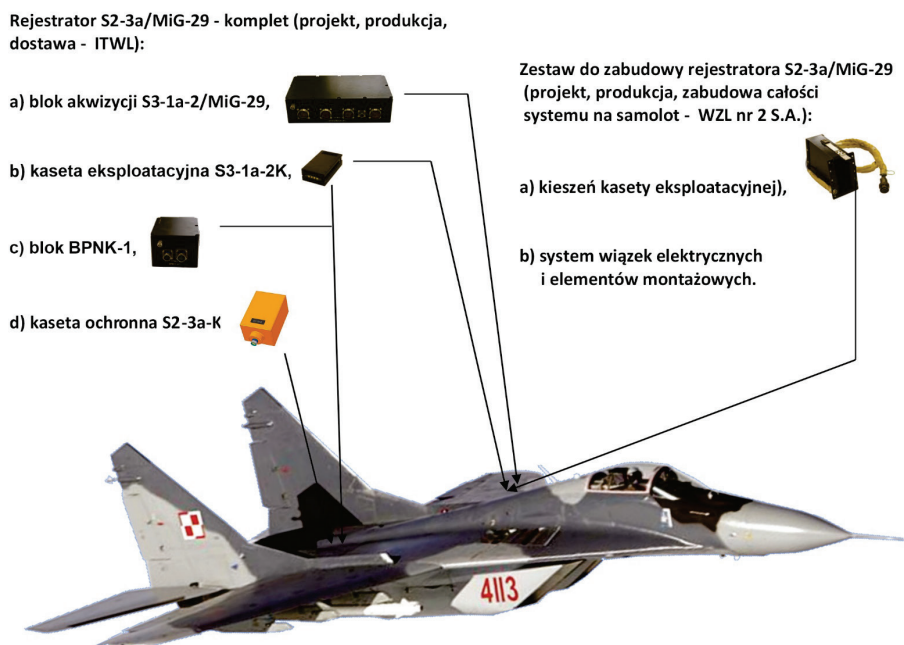 Rejestrator S2-3a/MiG-29 - komplet (projekt, produkcja,
dostawa - ITWL):
a) blok akwizycji S3-1a-2/MiG-29,
b) kaseta eksploatacyjna S3-1a-2K,
c) blok BPNK-1,
d) kaseta ochronna S2-3a-K
Zestaw do zabudowy rejestratora S2-3a/MiG-29
(projekt, produkcja, zabudowa całości
systemu na samolot - WZL nr 2 S.A.):
a) kieszeń kasety eksploatacyjnej),
b) system wiązek elektrycznych
i elementów montażowych.
4113